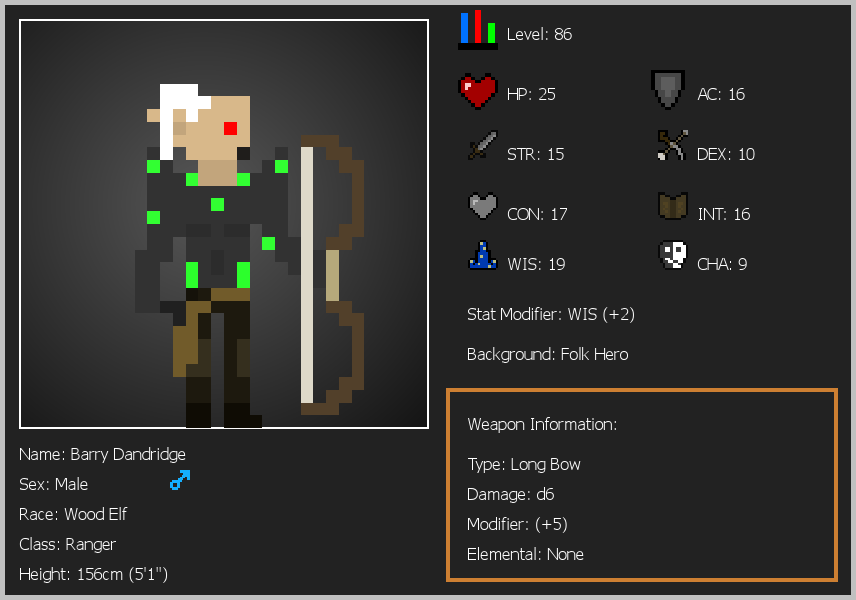 Level: 86
HP: 25
AC: 16
STR: 15
DEX: 10
CON: 17
INT: 16
WIS: 19
CHA: 9
Stat Modifier: WIS (+2)
Background: Folk Hero
Weapon Information:
Type: Long Bow
Damage: d6
Modifier: (+5)
Elemental: None
Name: Barry Dandridge
Sex: Male
Race: Wood Elf
Class: Ranger
Height: 156cm (5'1")